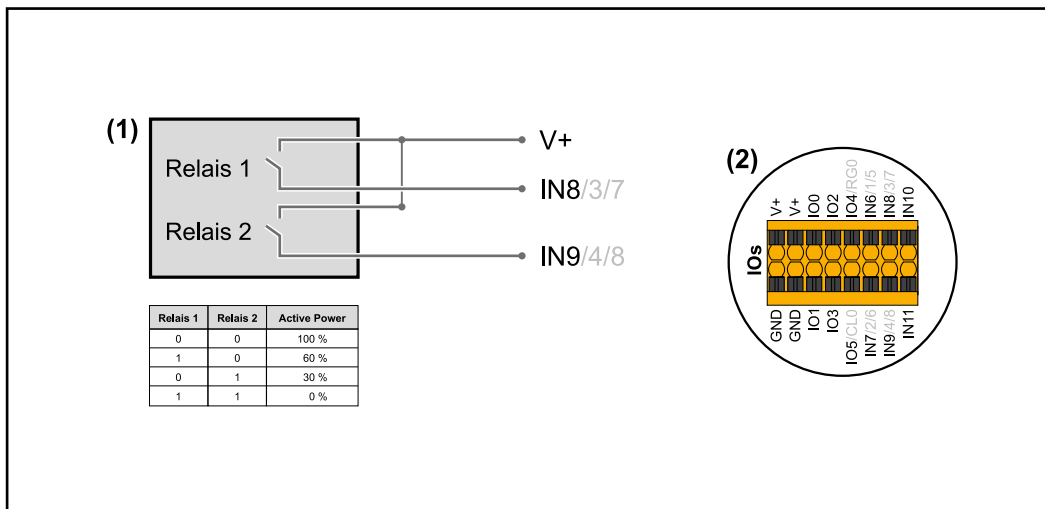 (1)
Relais 1
Relais 2
V+
IN8/3/7
IN9/4/8
Relais 1 Relais 2 Active Power
0 0 100 %
1 0 60 %
0 1 30 %
1 1 0 %
(2)
IOs
V+
V+
IO0
IO2
IO4/RG0
IN6/1/5
IN8/3/7
IN10
GND
GND
IO1
IO3
IO5/CL0
IN7/2/6
IN9/4/8
IN11